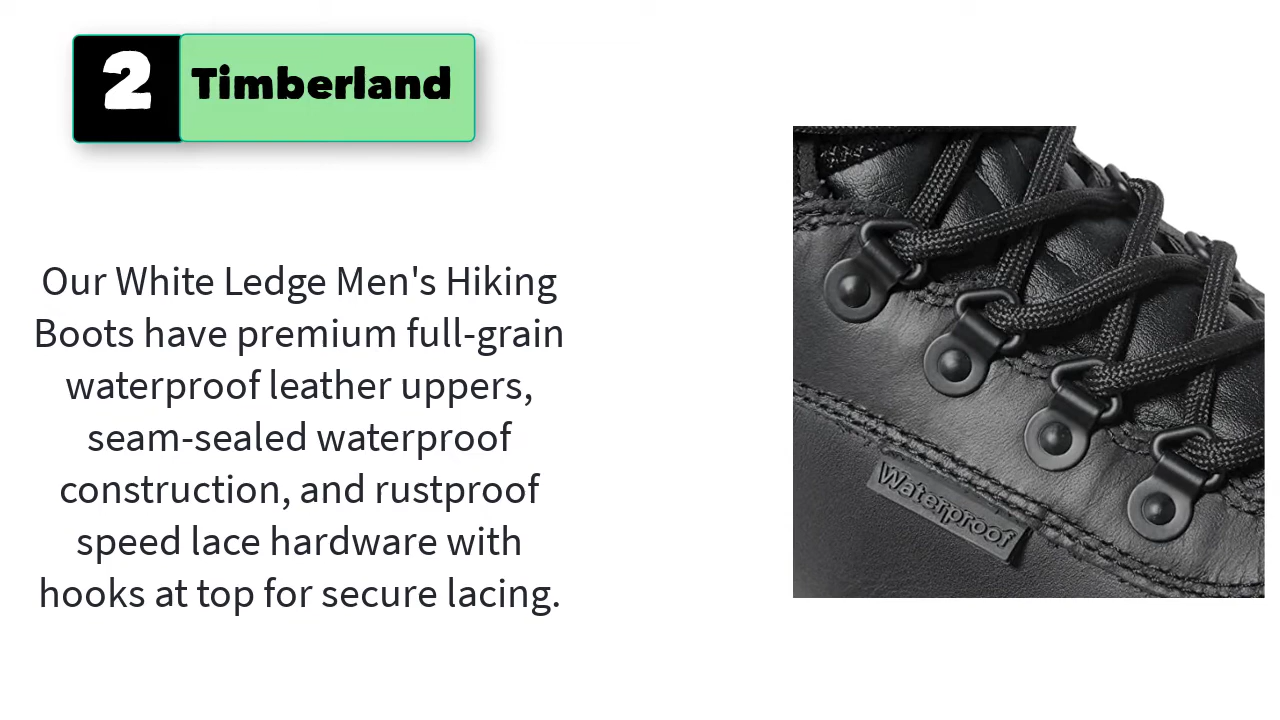 2
Timberland
Our White Ledge Men's Hiking
Boots have premium full-grain
waterproof leather uppers,
seam-sealed waterproof
construction, and rustproof
speed lace hardware with
hooks at top for secure lacing.
Waterproof